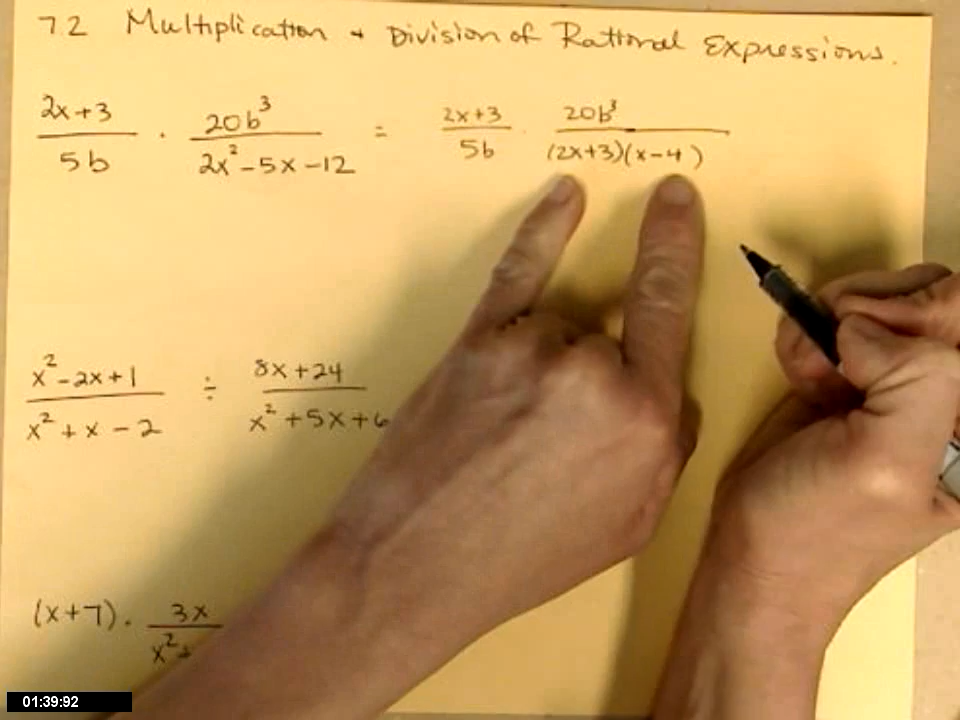 7.2 Multiplication + Division of Rational Expressions.
2x+3 / 5b · 20b³ / 2x²-5x-12 = 2x+3 / 5b · 20b³ / (2x+3)(x-4)
x²-2x+1 / x²+x-2 ÷ 8x+24 / x²+5x+6
(x+7) · 3x / x²+
01:39:92